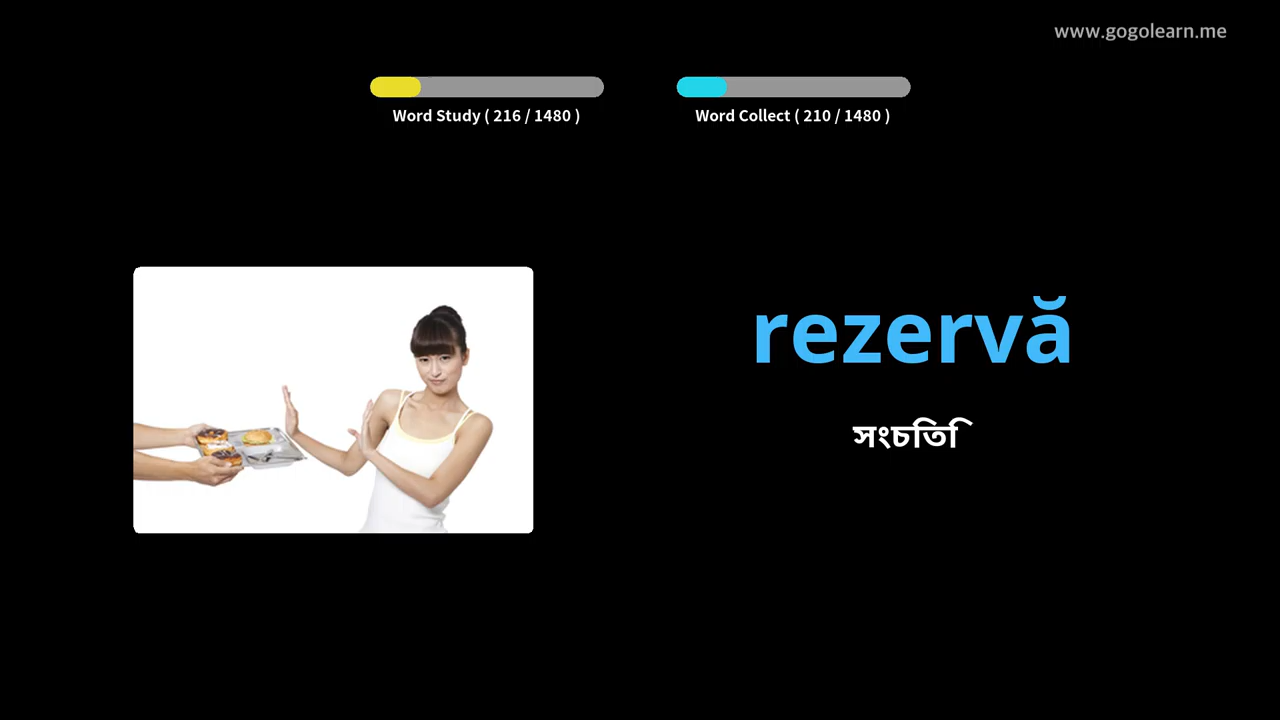 www.gogolearn.me
Word Study ( 216 / 1480 )
Word Collect ( 210 / 1480 )
rezervă
সংচতিি